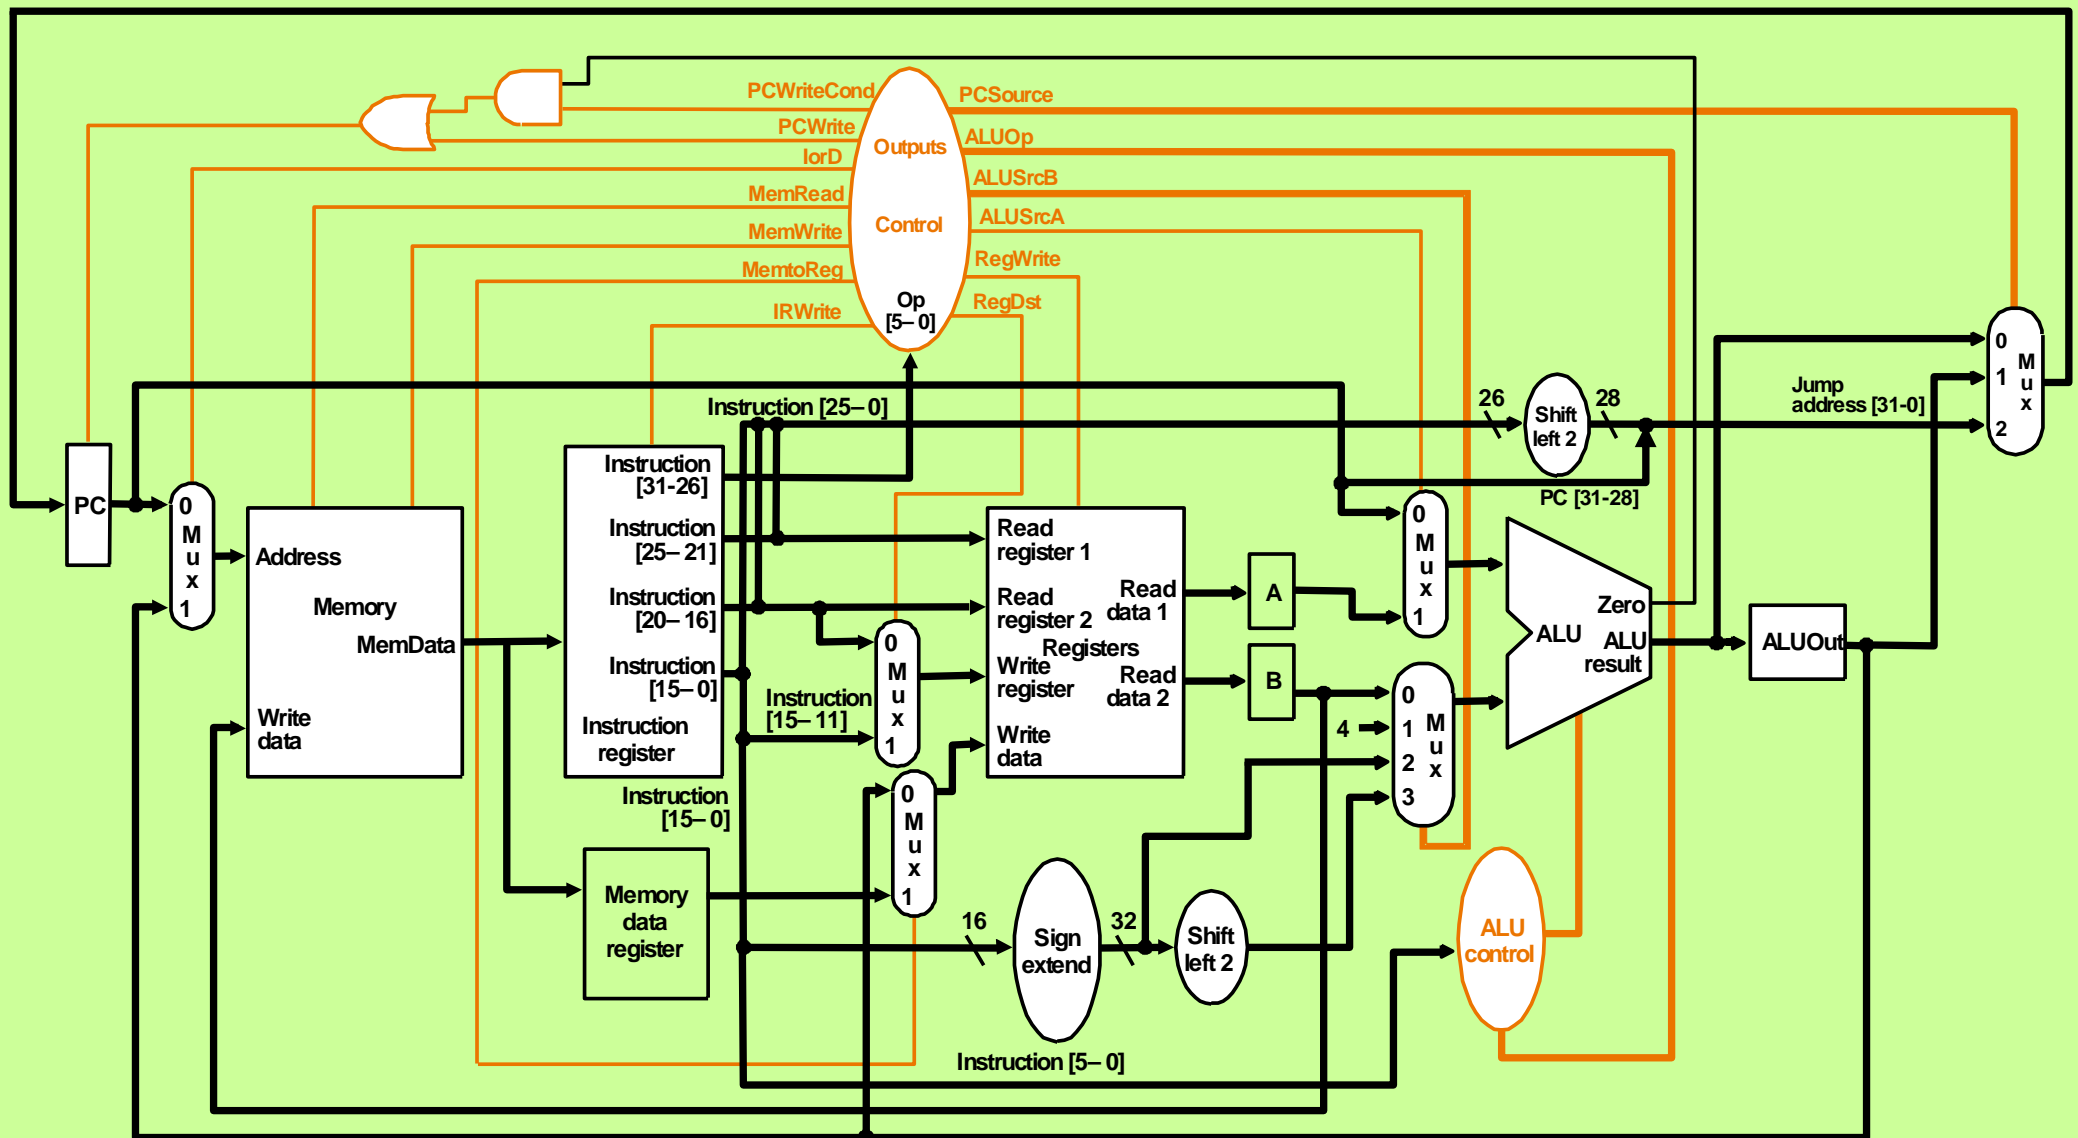 PCWriteCond
PCWrite
IorD
MemRead
MemWrite
MemtoReg
IRWrite
Outputs
Control
Op
[5–0]
PCSource
ALUOp
ALUSrcB
ALUSrcA
RegWrite
RegDst
Instruction [25–0]
26
Shift
left 2
28
Jump
address [31-0]
0
1
2
M
u
x
PC [31-28]
PC
0
M
u
x
1
Address
Memory
MemData
Write
data
Instruction
[31-26]
Instruction
[25–21]
Instruction
[20–16]
Instruction
[15–0]
Instruction
register
Instruction
[15–11]
0
M
u
x
1
Instruction
[15–0]
0
M
u
x
1
Memory
data
register
Read
register 1
Read
register 2
Registers
Write
register
Write
data
Read
data 1
Read
data 2
A
B
0
M
u
x
1
4
0
1
2
3
M
u
x
Zero
ALU
ALU
result
ALUOut
16
Sign
extend
32
Shift
left 2
ALU
control
Instruction [5–0]